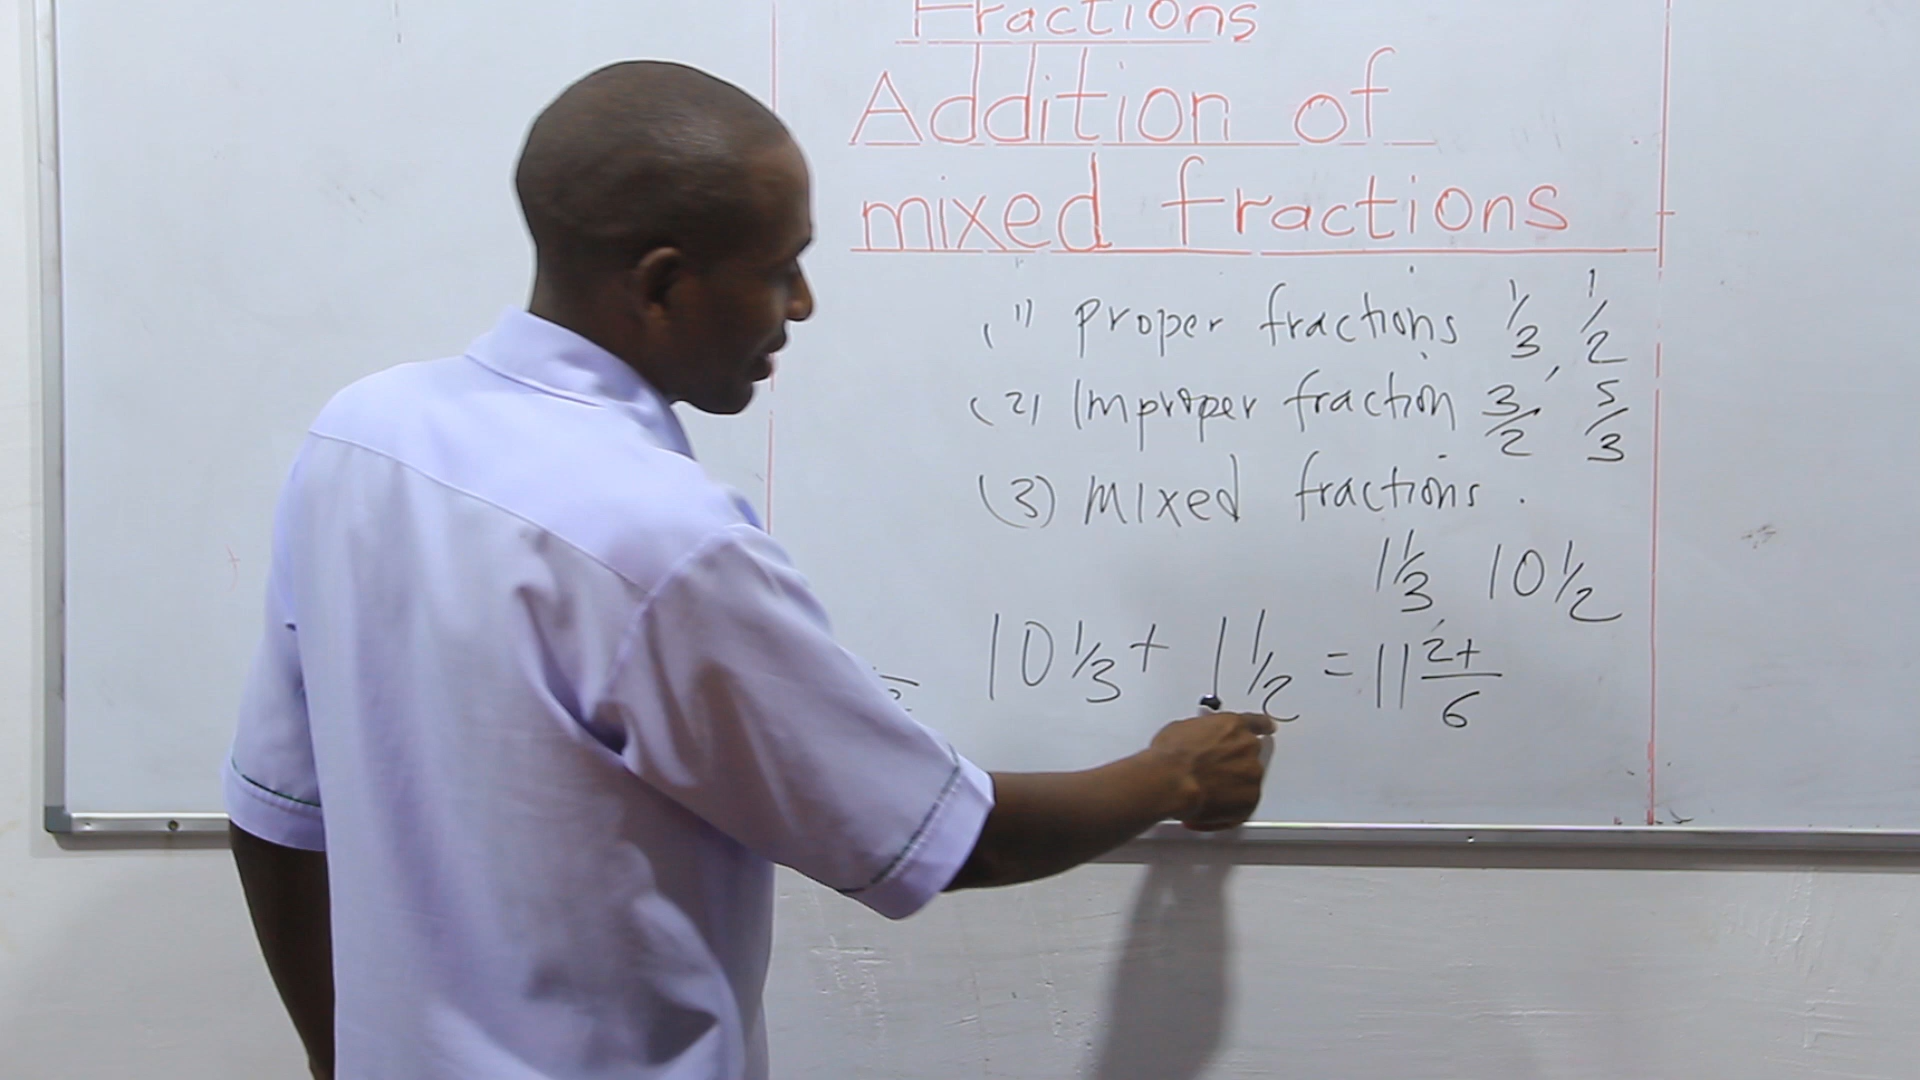 Fractions
Addition of
mixed fractions
(1) proper fractions 1/3, 1/2
(2) Improper fraction 3/2, 5/3
(3) mixed fractions.
1 1/3 10 1/2
10 1/3 + 1 1/2 = 11 2+/6